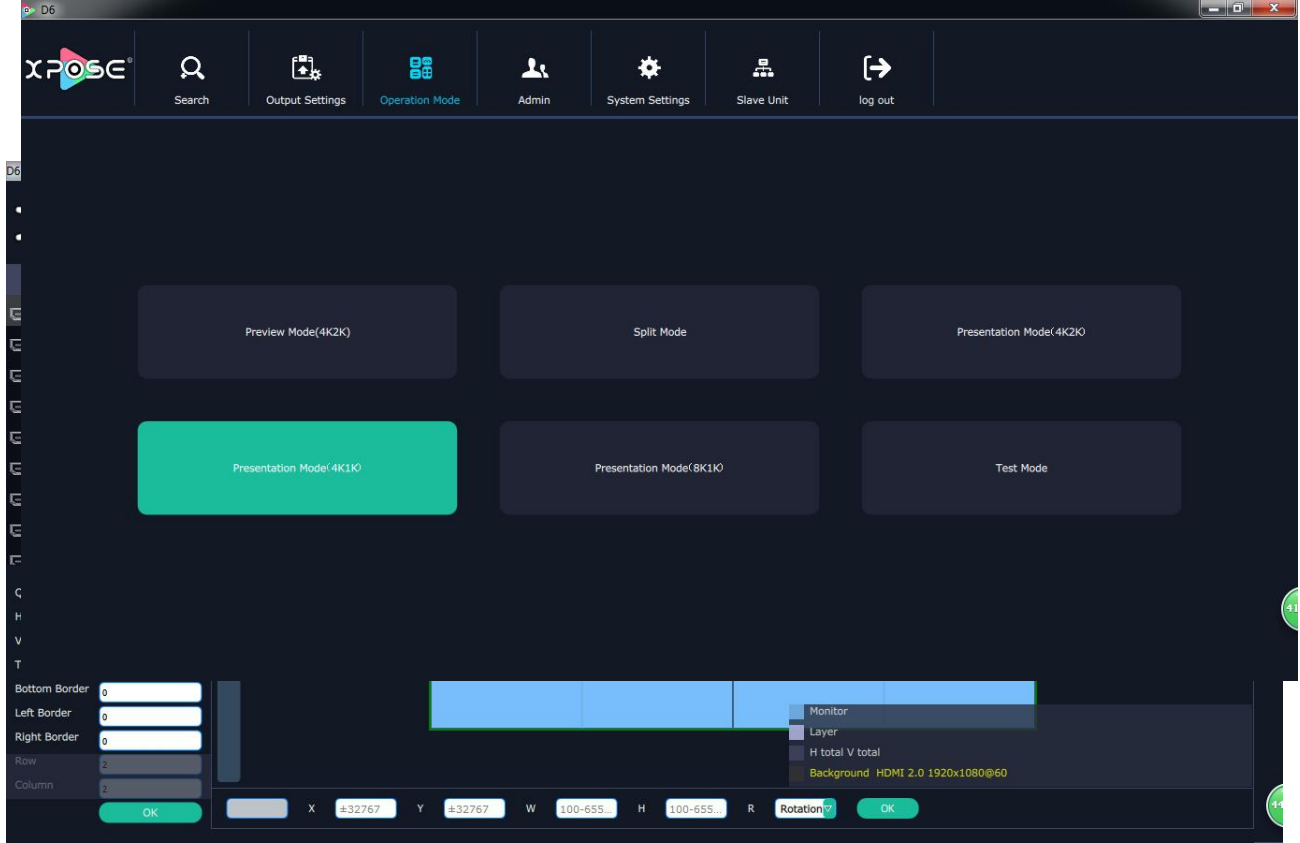 D6
XPOSE®
Search
Output Settings
Operation Mode
Admin
System Settings
Slave Unit
log out
D6
Preview Mode(4K2K)
Split Mode
Presentation Mode(4K2K)
Presentation Mode(4K1K)
Presentation Mode(8K1K)
Test Mode
H
V
T
Bottom Border 0
Left Border 0
Right Border 0
Row 2
Column 2
OK
Monitor
Layer
H total V total
Background HDMI 2.0 1920x1080@60
X ±32767 Y ±32767 W 100-655... H 100-655... R Rotation OK
41
44